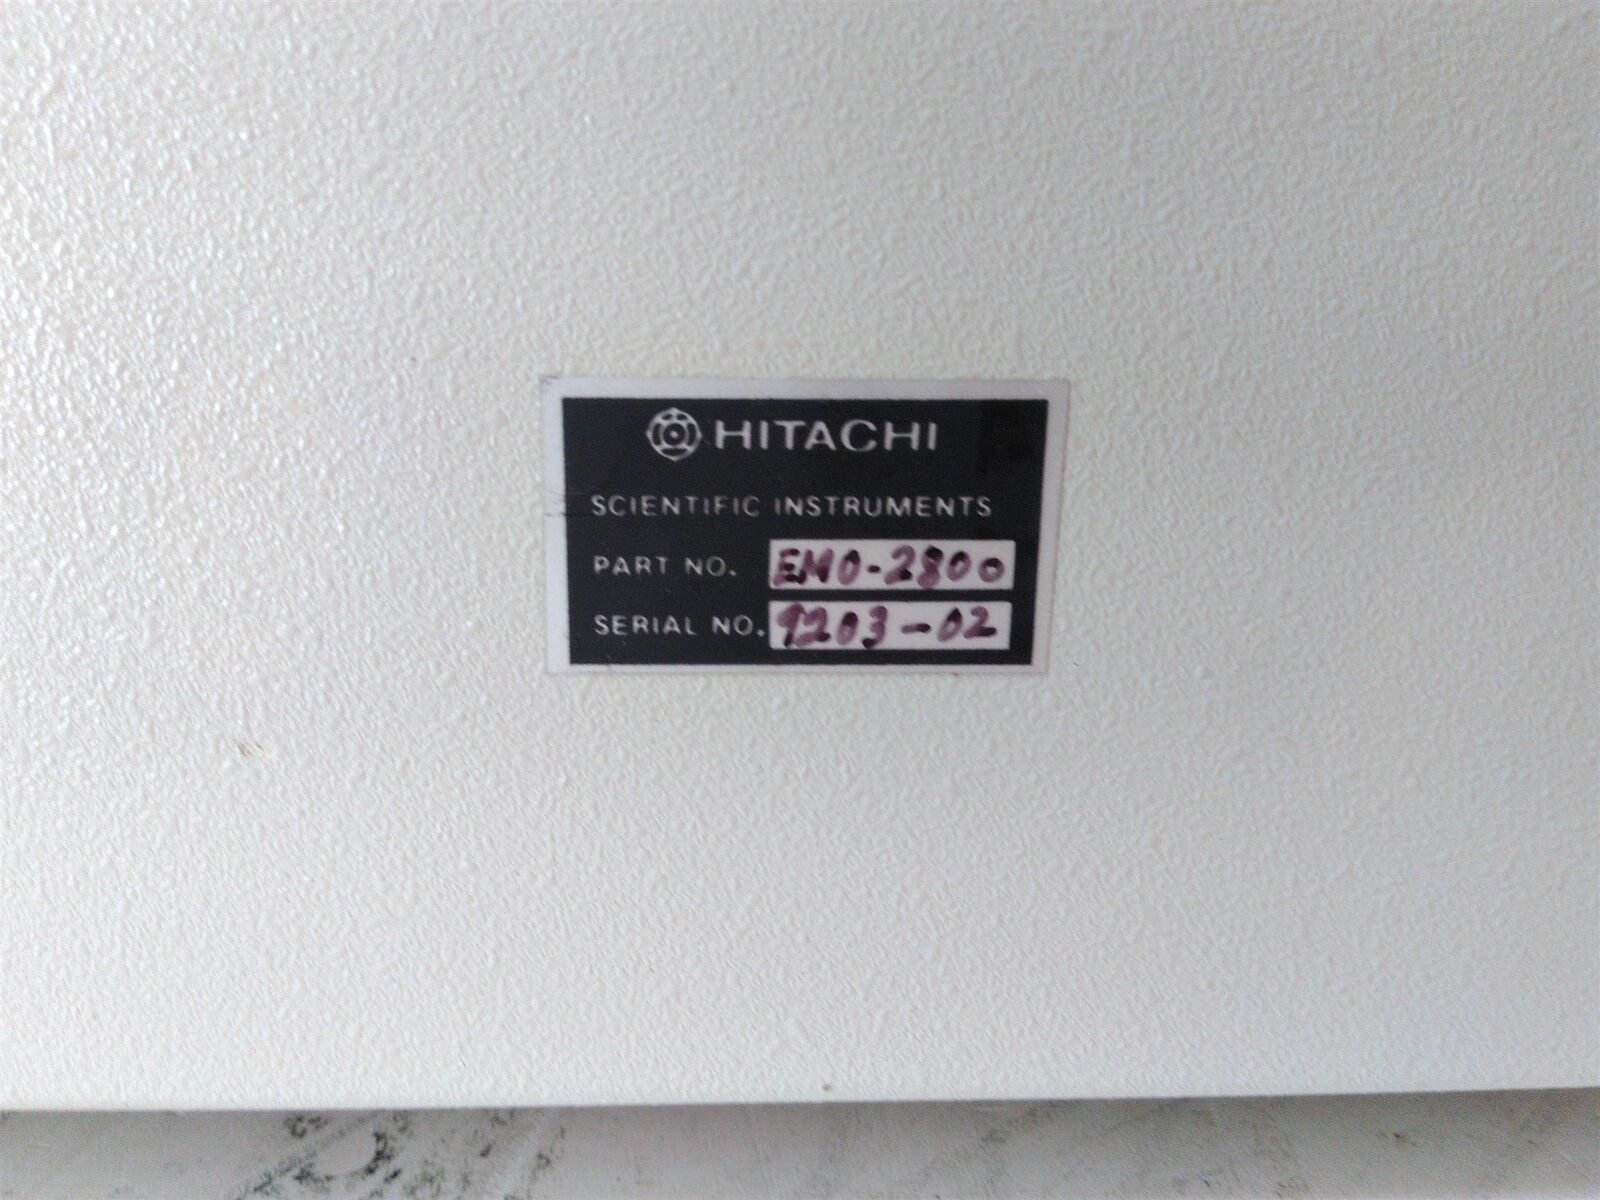 HITACHI
SCIENTIFIC INSTRUMENTS
PART NO. EMO-2800
SERIAL NO. 9203-02